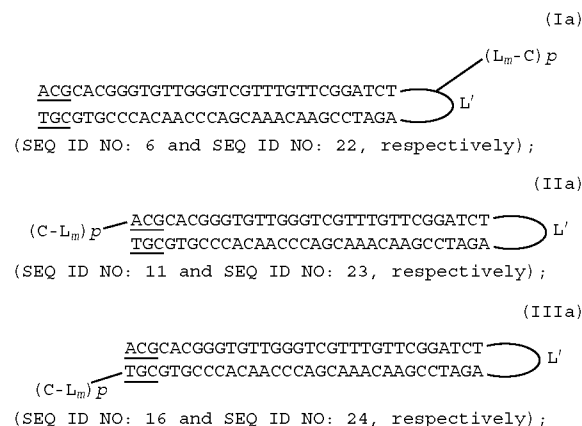 (Ia)
(Lm-C)p
ACGCACGGGTGTTGGGTCGTTTGTTCGGATCT
L'
TGCGTGCCCACAACCCAGCAAACAAGCCTAGA
(SEQ ID NO: 6 and SEQ ID NO: 22, respectively);
(IIa)
(C-Lm)p ACGCACGGGTGTTGGGTCGTTTGTTCGGATCT
L'
TGCGTGCCCACAACCCAGCAAACAAGCCTAGA
(SEQ ID NO: 11 and SEQ ID NO: 23, respectively);
(IIIa)
ACGCACGGGTGTTGGGTCGTTTGTTCGGATCT
L'
TGCGTGCCCACAACCCAGCAAACAAGCCTAGA
(C-Lm)p
(SEQ ID NO: 16 and SEQ ID NO: 24, respectively);